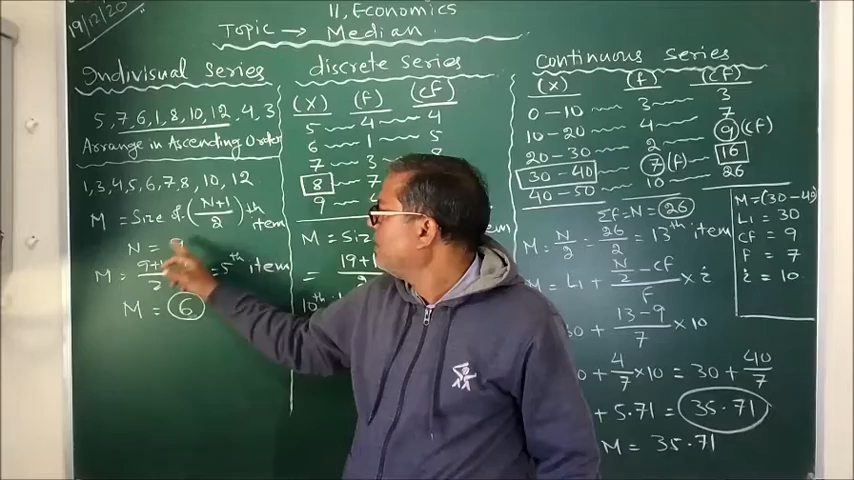 19/12/20
11, Economics
Topic → Median
Indivisual Series
5,7,6,1,8,10,12,4,3
Arrange in Ascending Order
1,3,4,5,6,7,8,10,12
M = Size of (N+1/2)th item
N =
M = 9+1/2 = 5th item
M = 6
Discrete Series
(X) (f) (cf)
5 4 4
6 1 5
7 3 8
8
9
M = Size
= 19+
10th
Continuous Series
(X) (f) (cf)
0-10 3 3
10-20 4 7
20-30 2 9 (cf)
30-40 7 (f) 16
40-50 10 26
Σf = N = 26
M = N/2 = 26/2 = 13th item
M = L1 + N/2 - cf / f × i
30 + 13-9/7 × 10
+ 4/7 × 10 = 30 + 40/7
+ 5.71 = 35.71
M = 35.71
M = (30-40)
L1 = 30
cf = 9
F = 7
i = 10